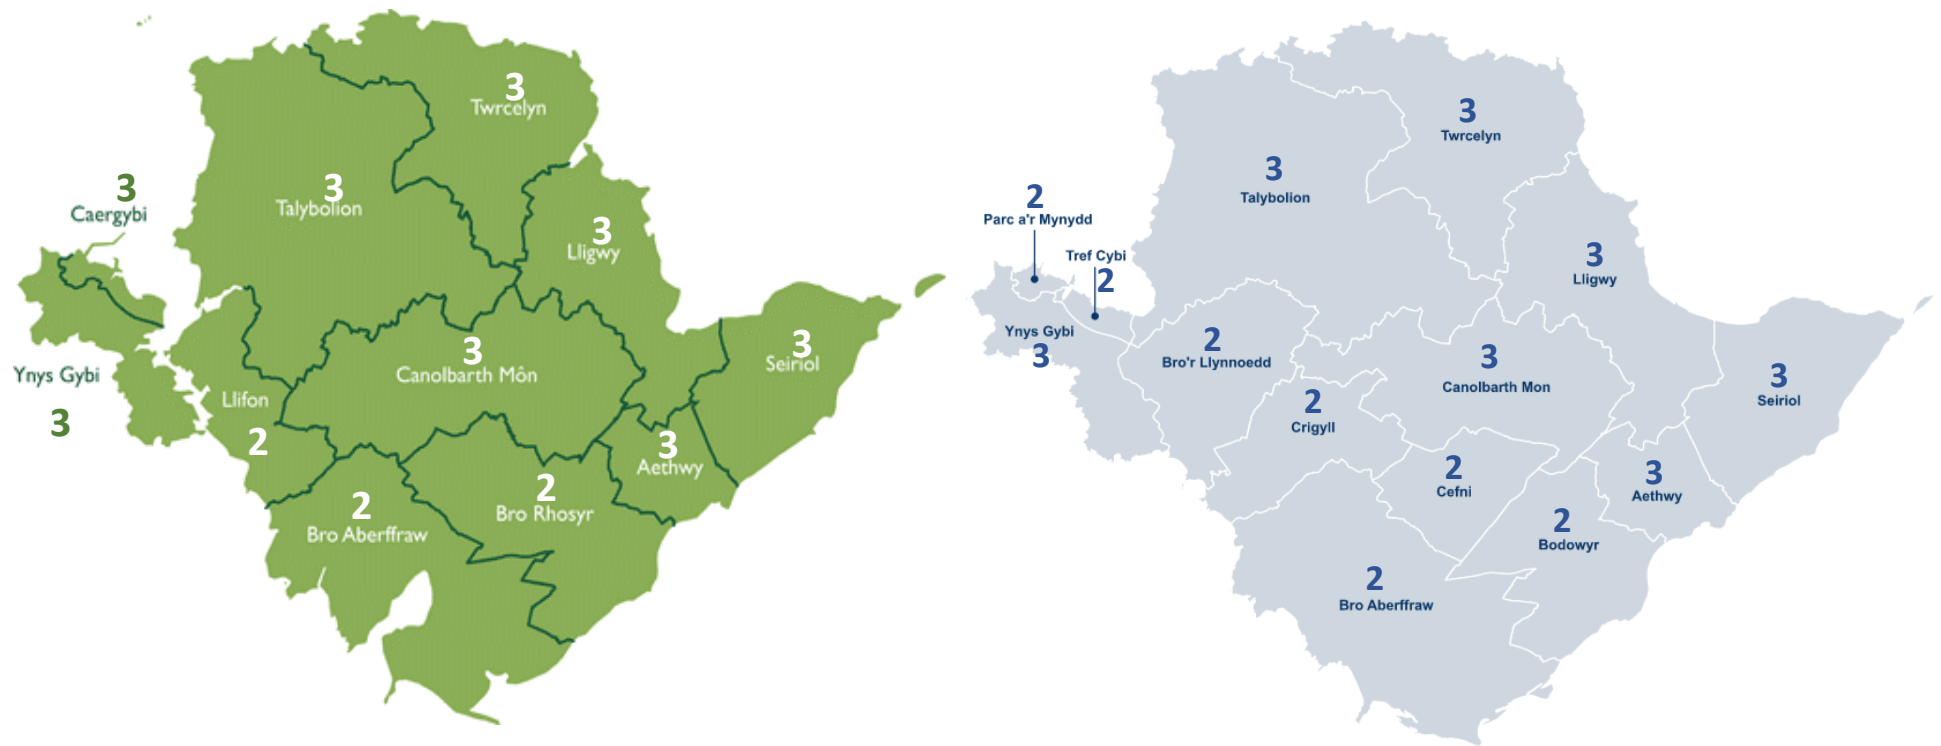 3
Twrcelyn
3
Caergybi
3
Talybolion
3
Lligwy
3
Canolbarth Môn
3
Seiriol
Ynys Gybi
3
Llifon
2
3
Aethwy
2
Bro Rhosyr
2
Bro Aberffraw
3
Twrcelyn
3
Talybolion
2
Parc a'r Mynydd
Tref Cybi
2
3
Lligwy
Ynys Gybi
3
2
Bro'r Llynnoedd
3
Canolbarth Mon
3
Seiriol
2
Crigyll
2
Cefni
3
Aethwy
2
Bodowyr
2
Bro Aberffraw